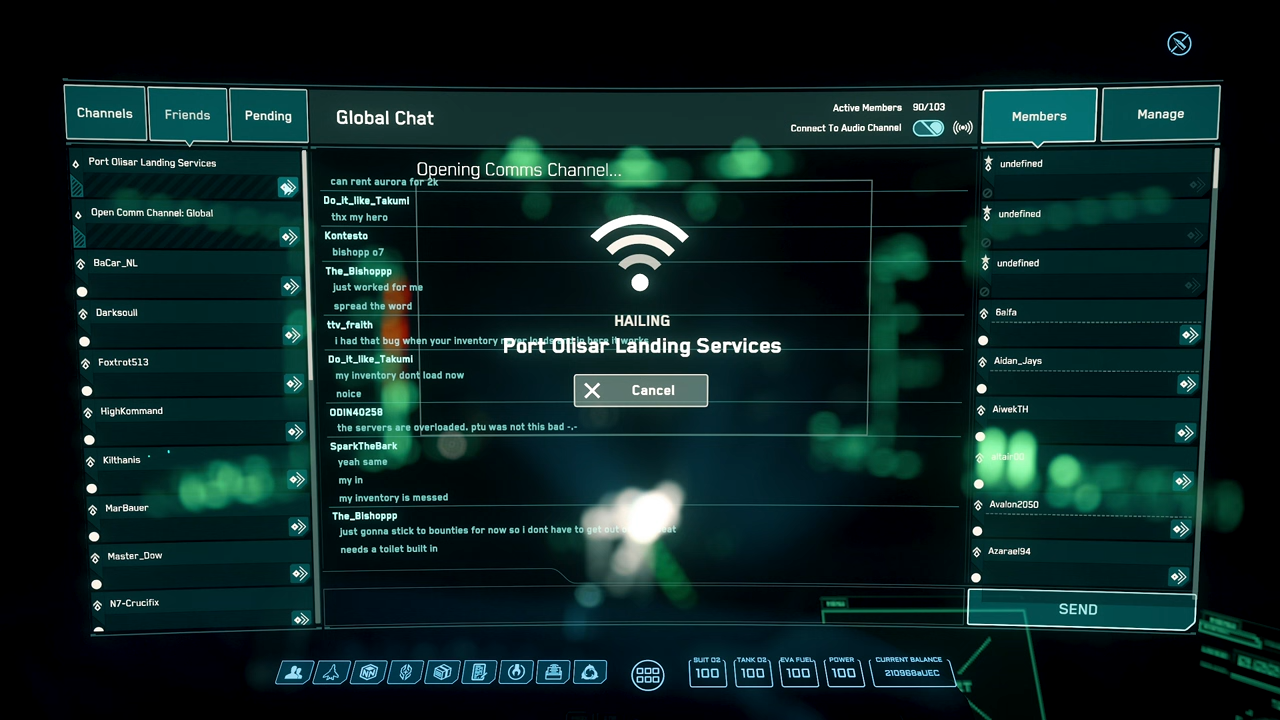 Channels
Friends
Pending
Global Chat
Active Members 90/103
Connect To Audio Channel
Members
Manage
Port Olisar Landing Services
Open Comm Channel: Global
BaCar_NL
Darksoull
Foxtrot513
HighKommand
Kilthanis
MarBauer
Master_Dow
N7-Crucifix
Opening Comms Channel...
can rent aurora for 2k
Do_it_like_Takumi
thx my hero
Kontesto
bishopp o7
The_Bishoppp
just worked for me
spread the word
ttv_fraith
i had that bug when your inventory never loads
Do_it_like_Takumi
my inventory dont load now
noice
ODIN40258
the servers are overloaded. ptu was not this bad -.-
SparkTheBark
yeah same
my in
my inventory is messed
The_Bishoppp
just gonna stick to bounties for now so i dont have to get out
needs a toilet built in
HAILING
Port Olisar Landing Services
Cancel
undefined
undefined
undefined
6alfa
Aidan_Jays
AiwekTH
altair00
Avalon2050
Azarael94
SEND
SUIT O2
100
TANK O2
100
EVA FUEL
100
POWER
100
CURRENT BALANCE
210968aUEC